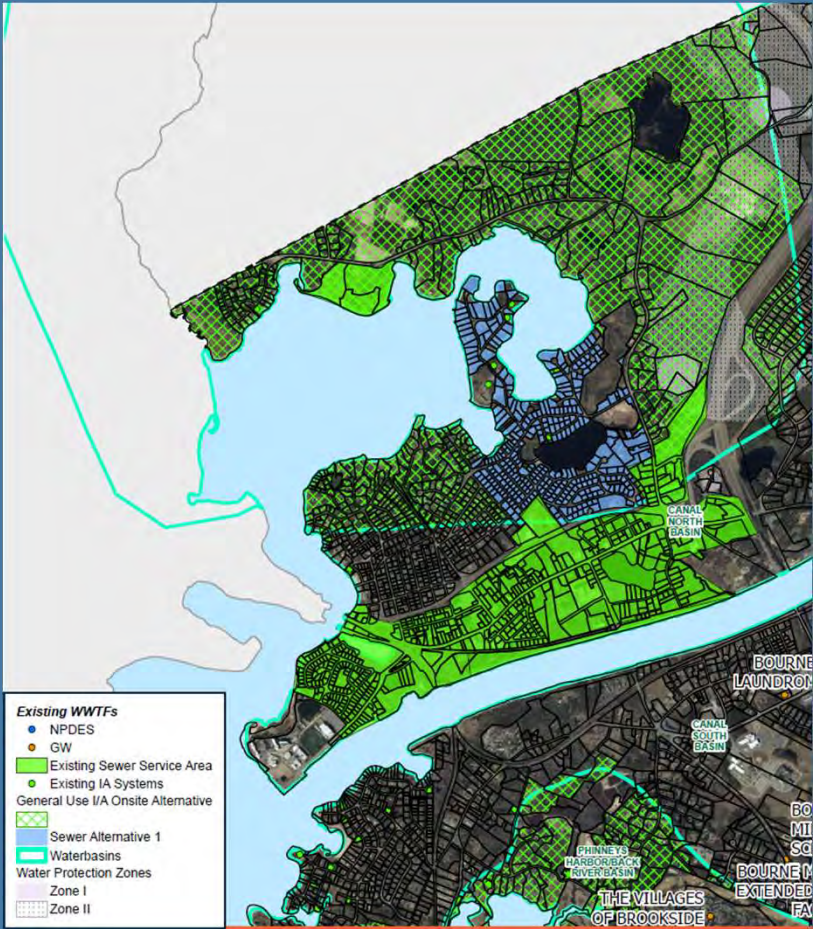 CANAL
NORTH
BASIN
BOURNE
LAUNDROM
CANAL
SOUTH
BASIN
BO
MI
SC
BOURNE M
EXTENDED
FA
PHINNEYS
HARBOR/BACK
RIVER BASIN
THE VILLAGES
OF BROOKSIDE
Existing WWTFs
NPDES
GW
Existing Sewer Service Area
Existing IA Systems
General Use I/A Onsite Alternative
Sewer Alternative 1
Waterbasins
Water Protection Zones
Zone I
Zone II